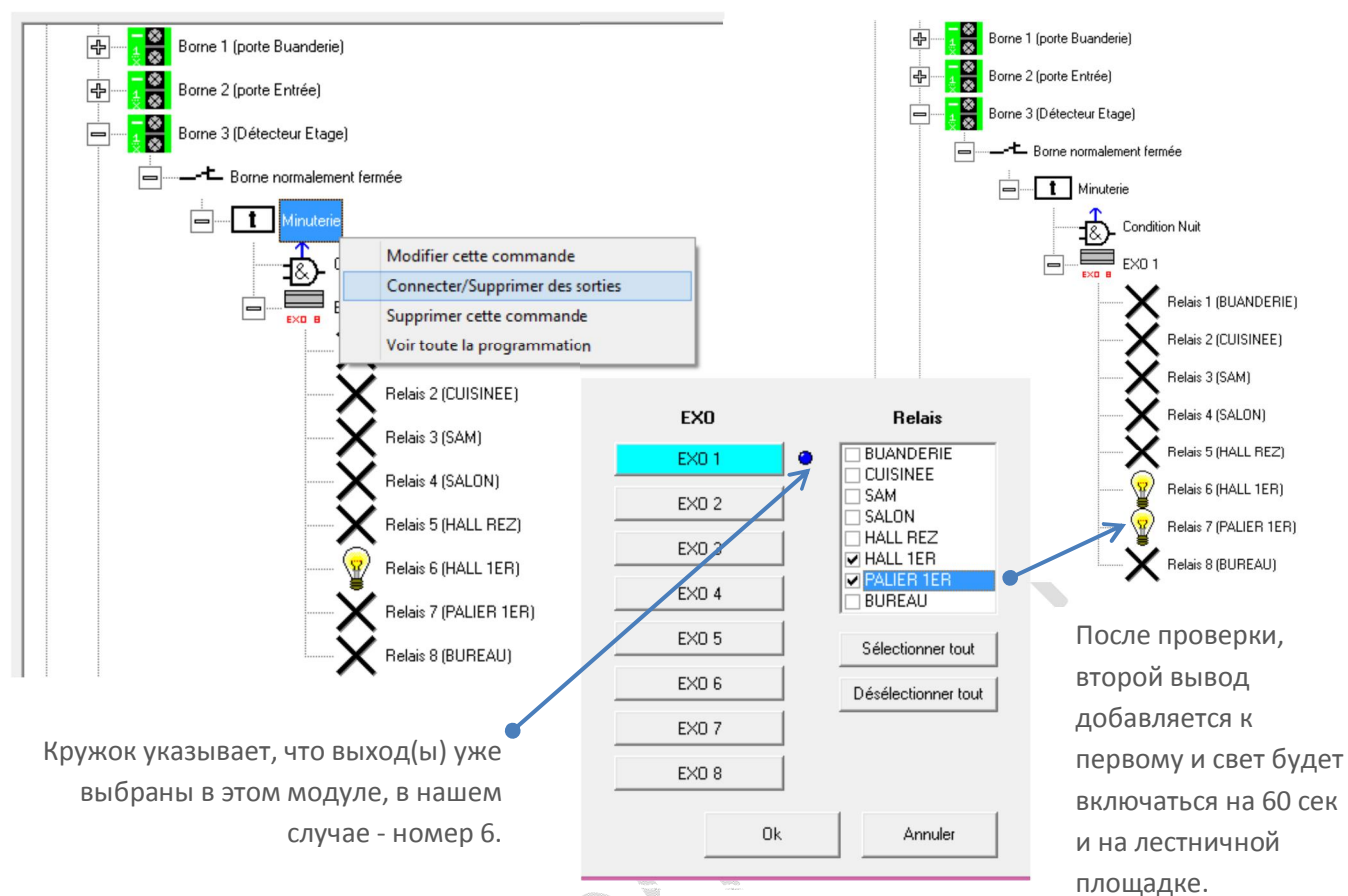 Borne 1 (porte Buanderie)
Borne 2 (porte Entrée)
Borne 3 (Détecteur Etage)
Borne normalement fermée
t Minuterie
&
EXO 8
Modifier cette commande
Connecter/Supprimer des sorties
Supprimer cette commande
Voir toute la programmation
Relais 2 (CUISINEE)
Relais 3 (SAM)
Relais 4 (SALON)
Relais 5 (HALL REZ)
Relais 6 (HALL 1ER)
Relais 7 (PALIER 1ER)
Relais 8 (BUREAU)
Кружок указывает, что выход(ы) уже
выбраны в этом модуле, в нашем
случае - номер 6.
EXO
EXO 1
EXO 2
EXO 3
EXO 4
EXO 5
EXO 6
EXO 7
EXO 8
Relais
BUANDERIE
CUISINEE
SAM
SALON
HALL REZ
HALL 1ER
PALIER 1ER
BUREAU
Sélectionner tout
Désélectionner tout
Ok
Annuler
Borne 1 (porte Buanderie)
Borne 2 (porte Entrée)
Borne 3 (Détecteur Etage)
Borne normalement fermée
t Minuterie
& Condition Nuit
EXO 8 EXO 1
Relais 1 (BUANDERIE)
Relais 2 (CUISINEE)
Relais 3 (SAM)
Relais 4 (SALON)
Relais 5 (HALL REZ)
Relais 6 (HALL 1ER)
Relais 7 (PALIER 1ER)
Relais 8 (BUREAU)
После проверки,
второй вывод
добавляется к
первому и свет будет
включаться на 60 сек
и на лестничной
площадке.